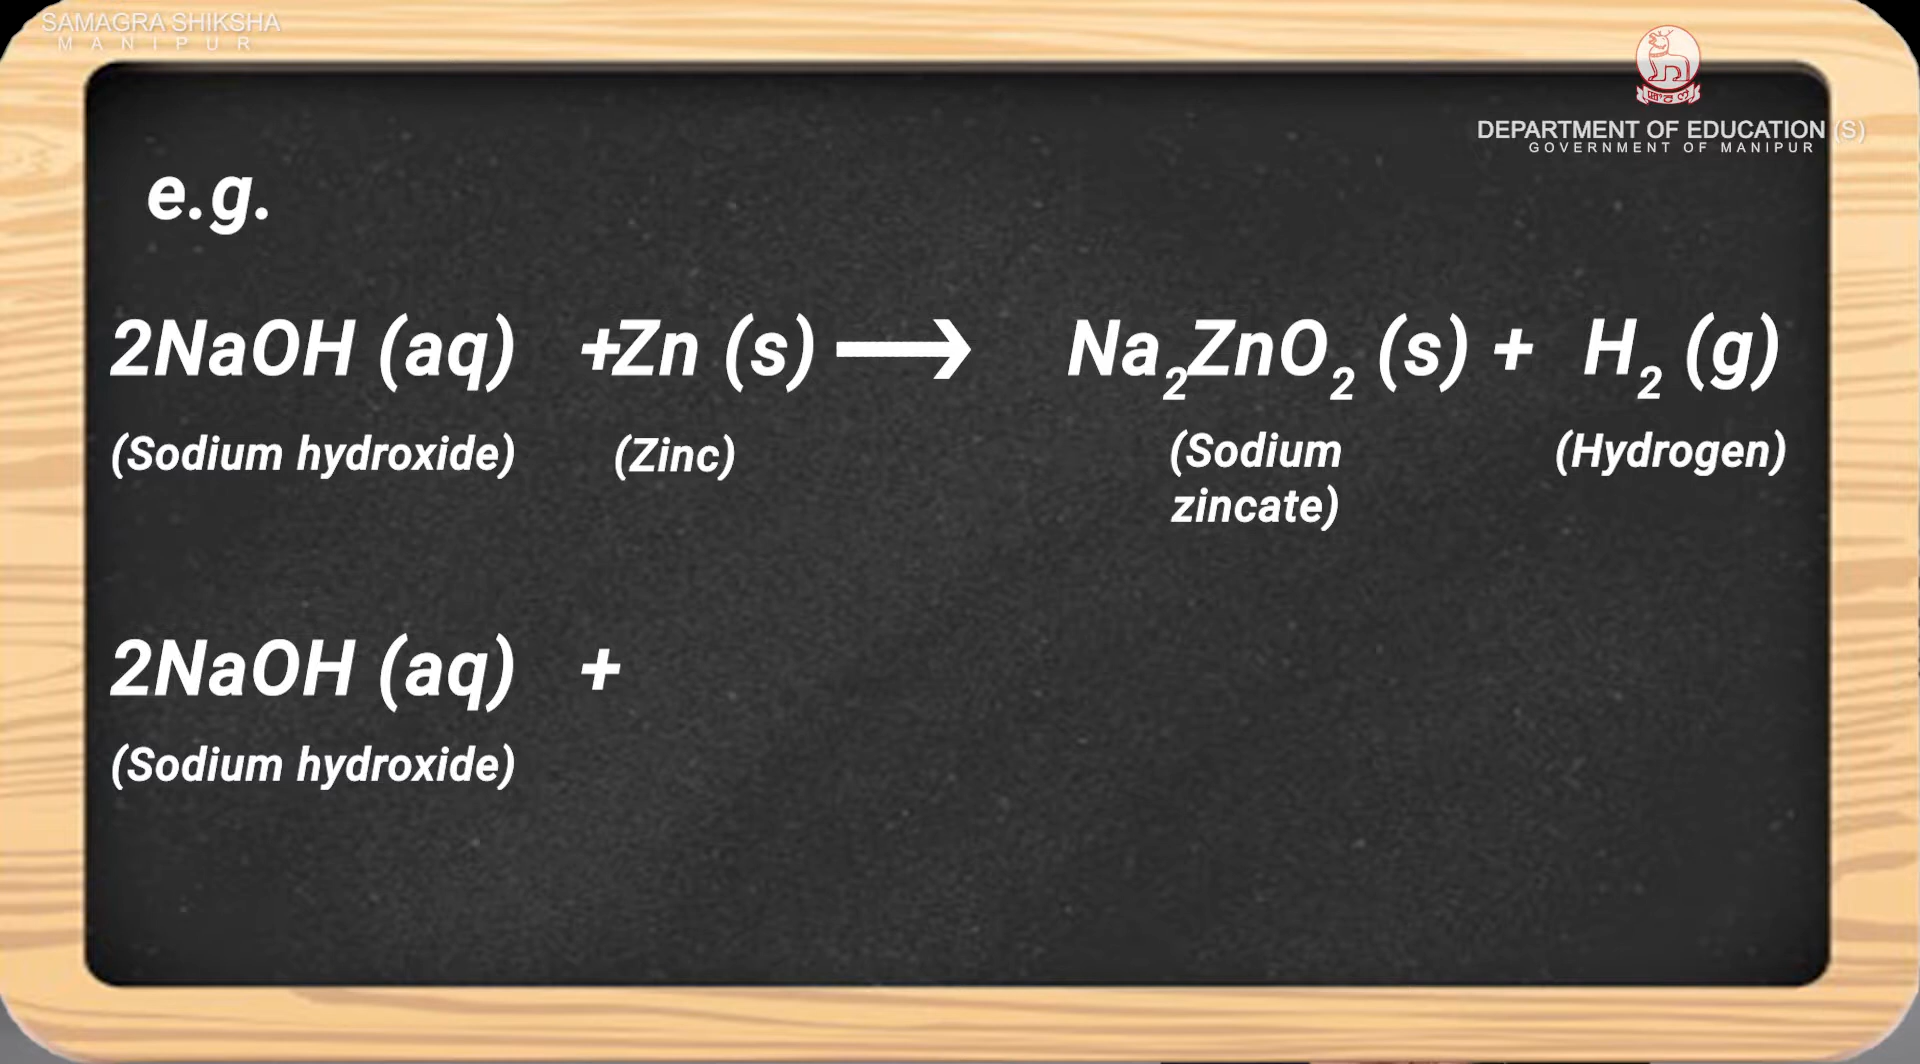 SAMAGRA SHIKSHA
MANIPUR
DEPARTMENT OF EDUCATION (S)
GOVERNMENT OF MANIPUR
e.g.
2NaOH (aq) +Zn (s) ⟶ Na₂ZnO₂ (s) + H₂ (g)
(Sodium hydroxide) (Zinc) (Sodium zincate) (Hydrogen)
2NaOH (aq) +
(Sodium hydroxide)